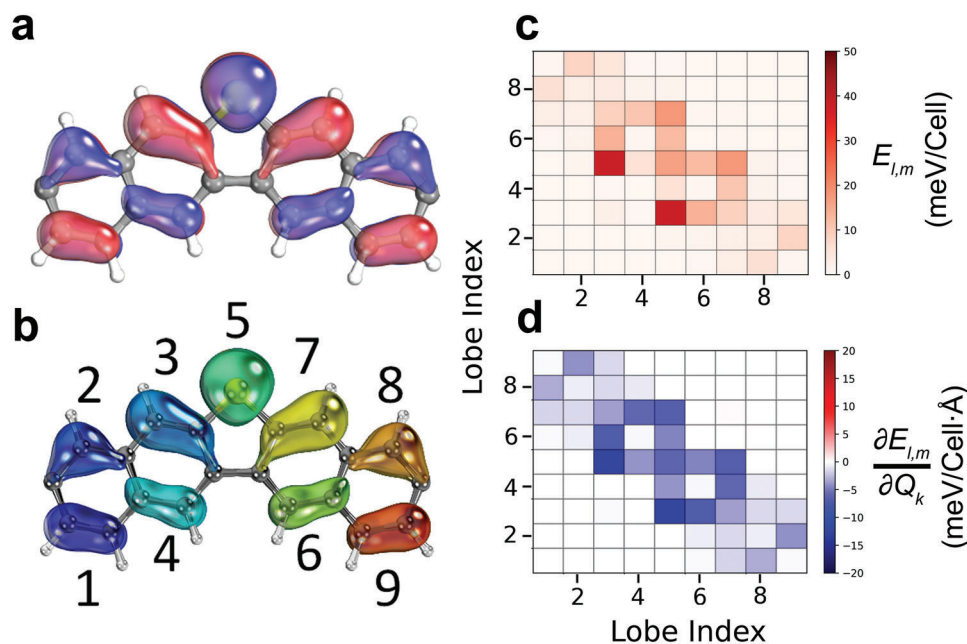 a
b
1
2
3
4
5
6
7
8
9
c
8
6
4
2
2 4 6 8
50
40
30
20
10
0
E_{l,m}
(meV/Cell)
Lobe Index
d
8
6
4
2
2 4 6 8
Lobe Index
20
15
10
5
0
−5
−10
−15
−20
∂E_{l,m}
∂Q_k
(meV/Cell·Å)